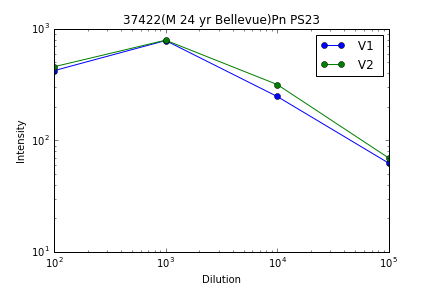 37422(M 24 yr Bellevue)Pn PS23
10³
10²
10¹
Intensity
10² 10³ 10⁴ 10⁵
Dilution
V1
V2